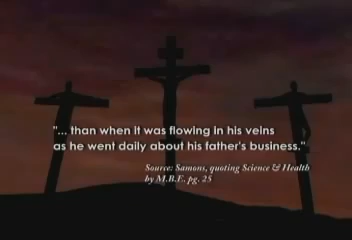 "... than when it was flowing in his veins
as he went daily about his father's business."
Source: Samons, quoting Science & Health
by M.B.E. pg. 25